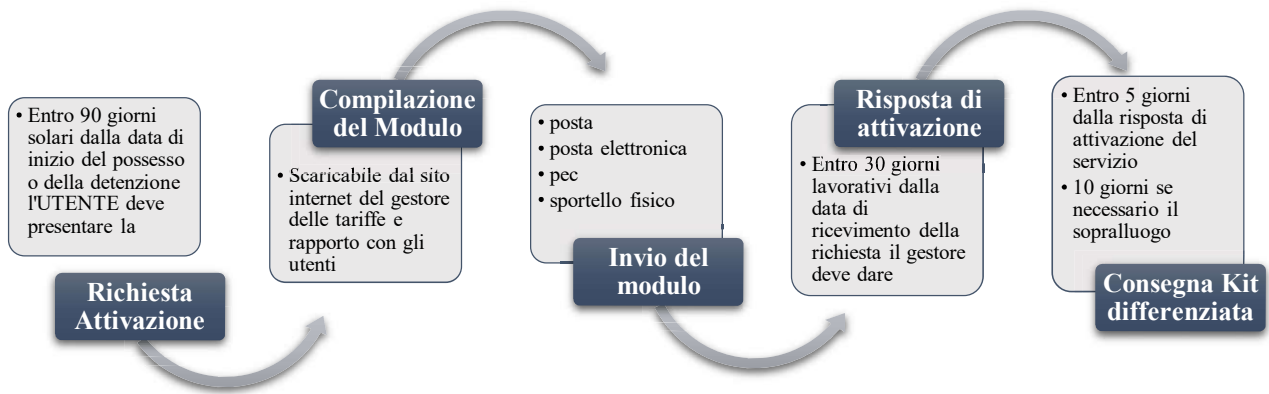 • Entro 90 giorni
solari dalla data di
inizio del possesso
o della detenzione
l'UTENTE deve
presentare la
Richiesta
Attivazione
Compilazione
del Modulo
• Scaricabile dal sito
internet del gestore
delle tariffe e
rapporto con gli
utenti
• posta
• posta elettronica
• pec
• sportello fisico
Invio del
modulo
Risposta di
attivazione
• Entro 30 giorni
lavorativi dalla
data di
ricevimento della
richiesta il gestore
deve dare
• Entro 5 giorni
dalla risposta di
attivazione del
servizio
• 10 giorni se
necessario il
sopralluogo
Consegna Kit
differenziata